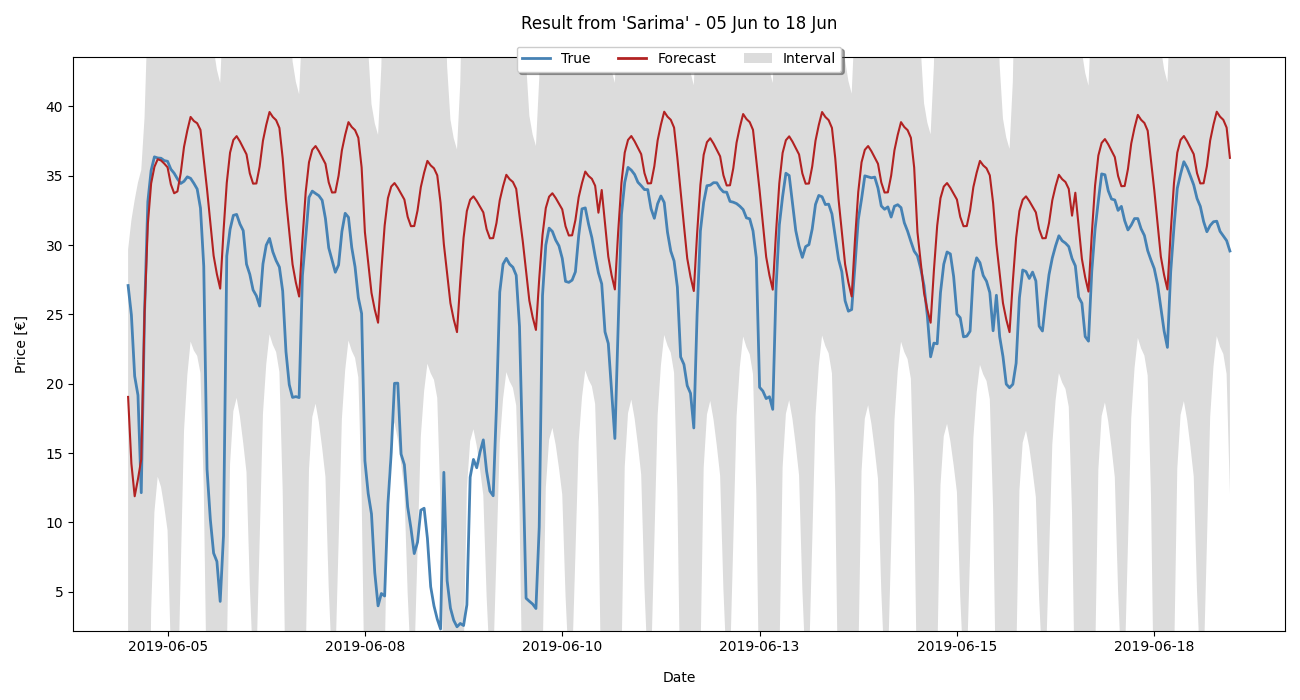 Result from 'Sarima' - 05 Jun to 18 Jun
True Forecast Interval
40
35
30
25
20
15
10
5
Price [€]
2019-06-05 2019-06-08 2019-06-10 2019-06-13 2019-06-15 2019-06-18
Date